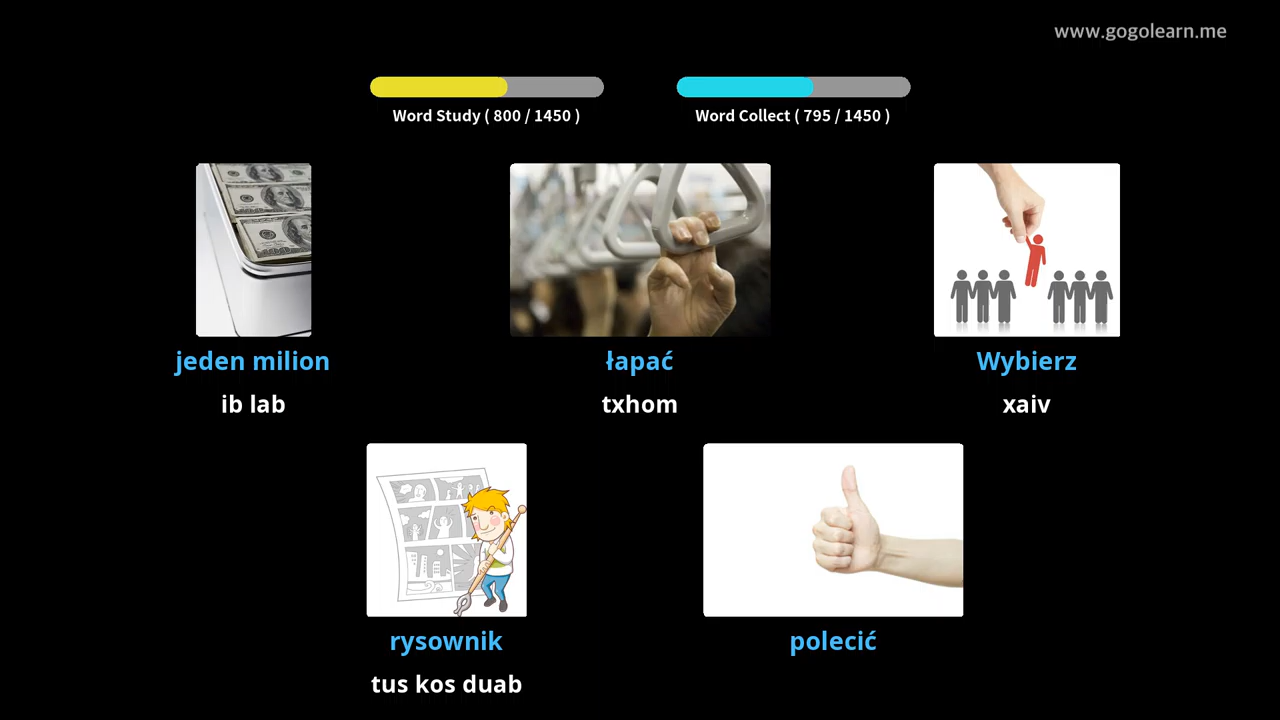 www.gogolearn.me
Word Study ( 800 / 1450 )
Word Collect ( 795 / 1450 )
jeden milion
ib lab
łapać
txhom
Wybierz
xaiv
rysownik
tus kos duab
polecić